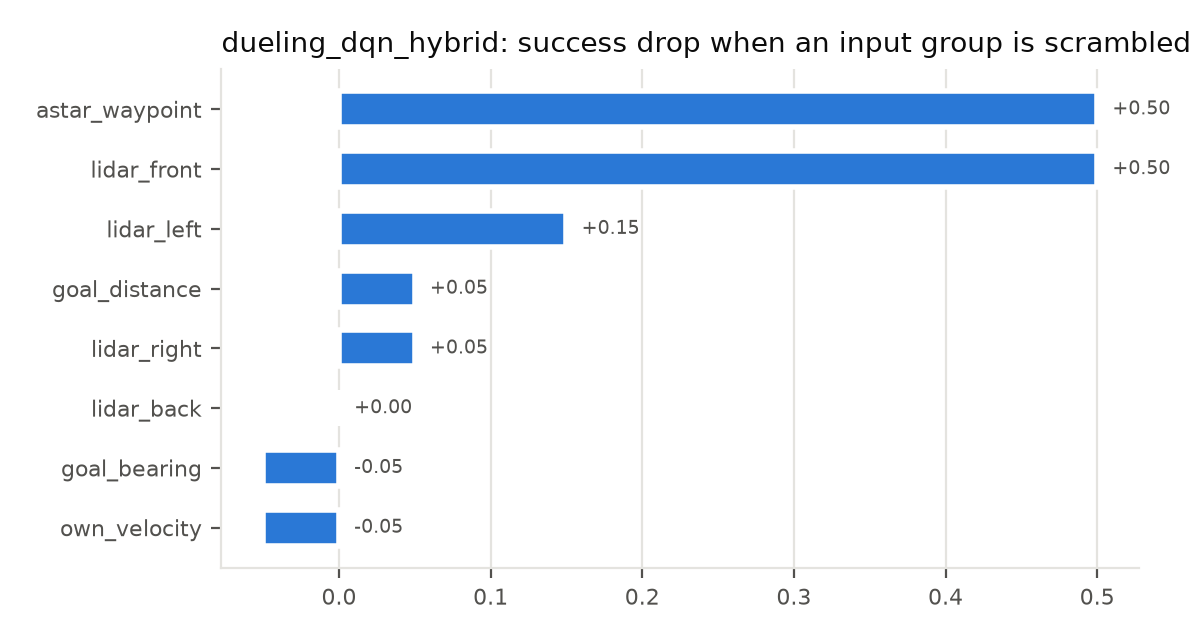 dueling_dqn_hybrid: success drop when an input group is scrambled
astar_waypoint +0.50
lidar_front +0.50
lidar_left +0.15
goal_distance +0.05
lidar_right +0.05
lidar_back +0.00
goal_bearing -0.05
own_velocity -0.05
0.0 0.1 0.2 0.3 0.4 0.5